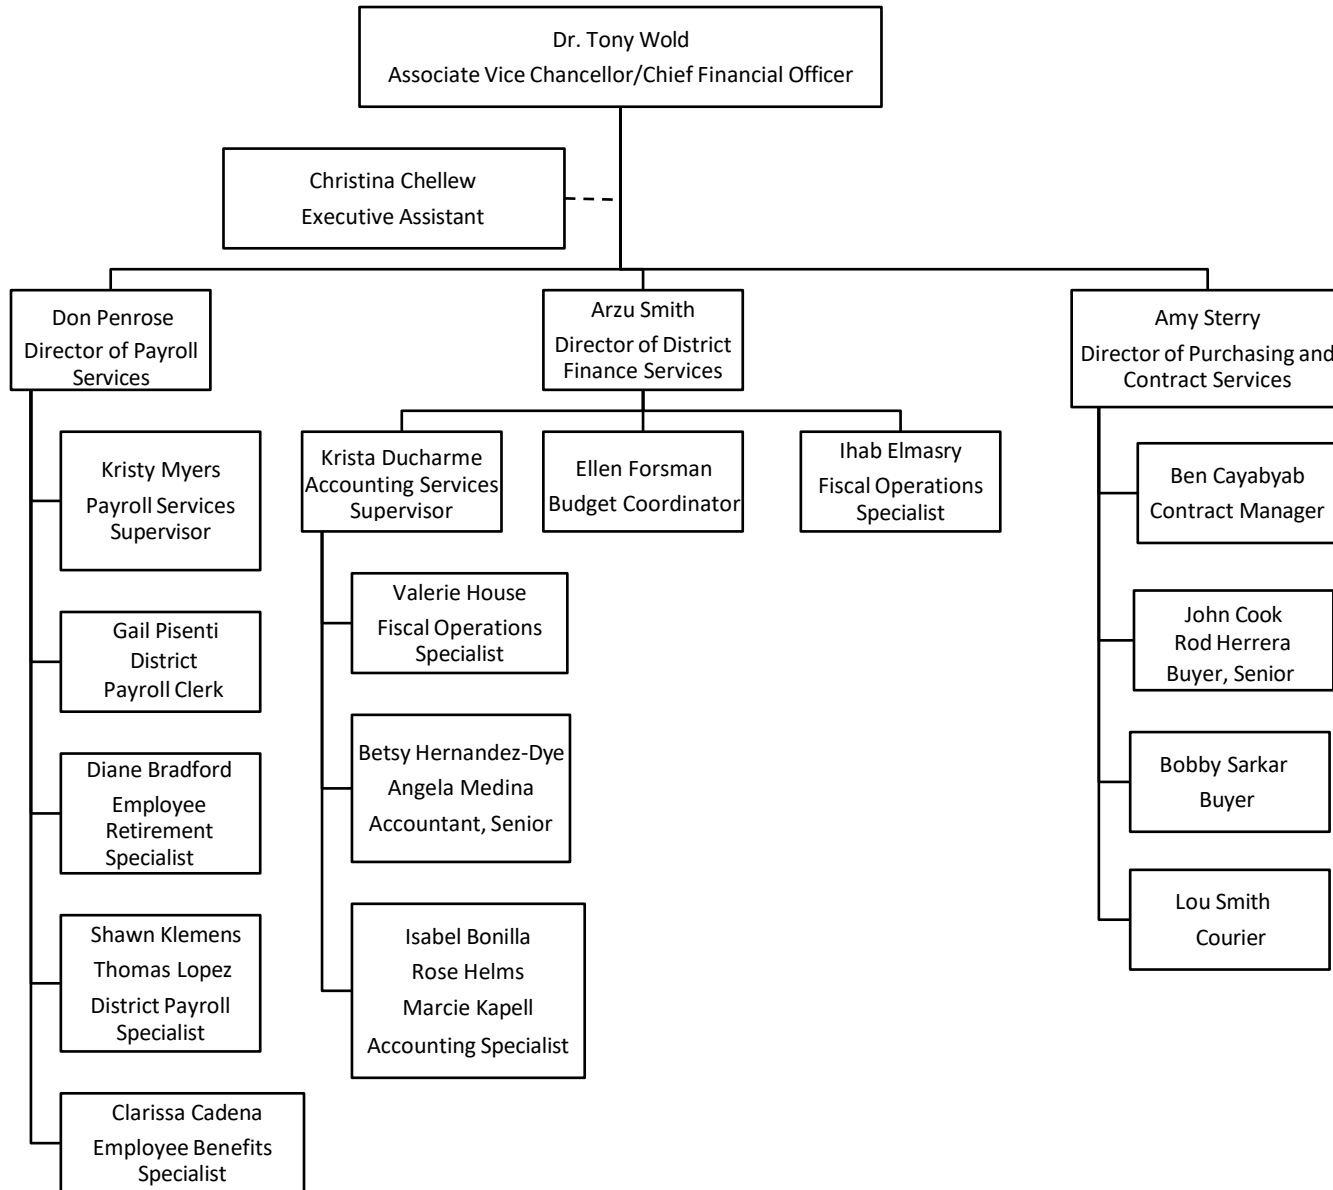 Dr. Tony Wold
Associate Vice Chancellor/Chief Financial Officer
Christina Chellew
Executive Assistant
Don Penrose
Director of Payroll
Services
Arzu Smith
Director of District
Finance Services
Amy Sterry
Director of Purchasing and
Contract Services
Kristy Myers
Payroll Services
Supervisor
Gail Pisenti
District
Payroll Clerk
Diane Bradford
Employee
Retirement
Specialist
Shawn Klemens
Thomas Lopez
District Payroll
Specialist
Clarissa Cadena
Employee Benefits
Specialist
Krista Ducharme
Accounting Services
Supervisor
Valerie House
Fiscal Operations
Specialist
Betsy Hernandez-Dye
Angela Medina
Accountant, Senior
Isabel Bonilla
Rose Helms
Marcie Kapell
Accounting Specialist
Ellen Forsman
Budget Coordinator
Ihab Elmasry
Fiscal Operations
Specialist
Ben Cayabyab
Contract Manager
John Cook
Rod Herrera
Buyer, Senior
Bobby Sarkar
Buyer
Lou Smith
Courier